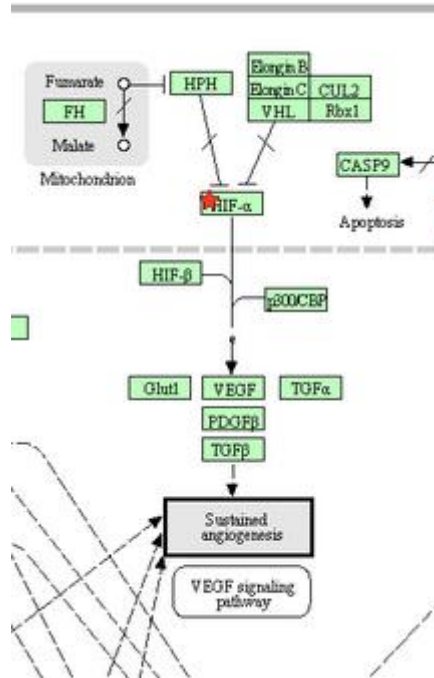 Elongin B
Fumarate
HPH
Elongin C
CUL2
FH
VHL
Rbx1
Malate
Mitochondrion
CASP9
HIF-α
Apoptosis
HIF-β
p300/CBP
Glut1
VEGF
TGFα
PDGFβ
TGFβ
Sustained
angiogenesis
VEGF signaling
pathway